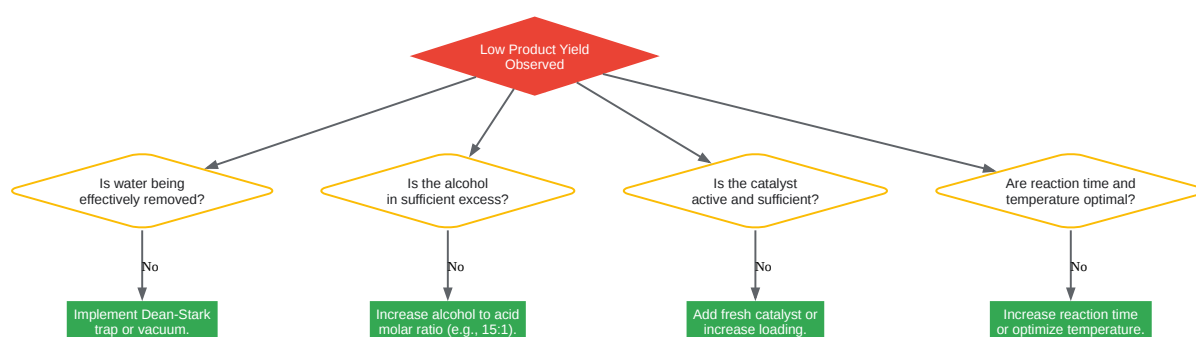 Low Product Yield
Observed
Is water being
effectively removed?
Is the alcohol
in sufficient excess?
Is the catalyst
active and sufficient?
Are reaction time and
temperature optimal?
No
No
No
No
Implement Dean-Stark
trap or vacuum.
Increase alcohol to acid
molar ratio (e.g., 15:1).
Add fresh catalyst or
increase loading.
Increase reaction time
or optimize temperature.